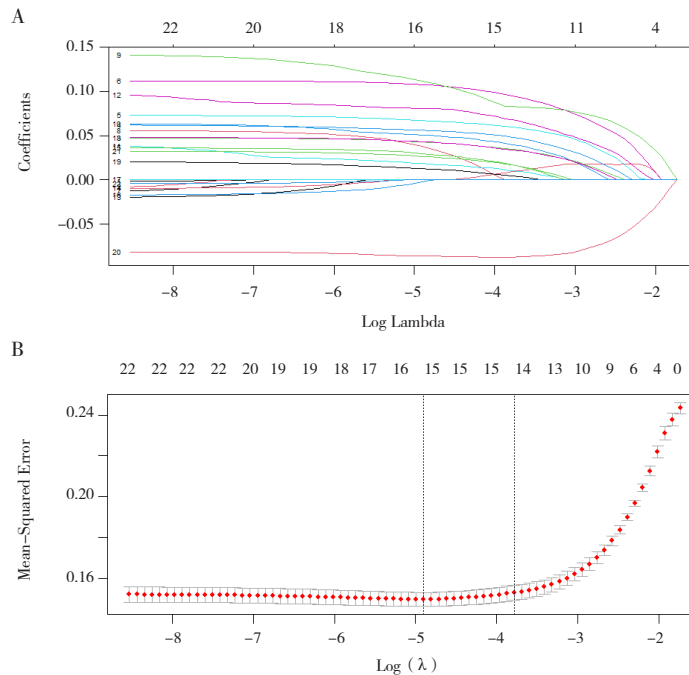 A
22 20 18 16 15 11 4
0.15
0.10
0.05
0.00
−0.05
Coefficients
9
6
12
5
19
20
−8 −7 −6 −5 −4 −3 −2
Log Lambda
B
22 22 22 22 20 19 19 18 17 16 15 15 15 14 13 10 9 6 4 0
0.24
0.20
0.16
Mean−Squared Error
−8 −7 −6 −5 −4 −3 −2
Log（λ）